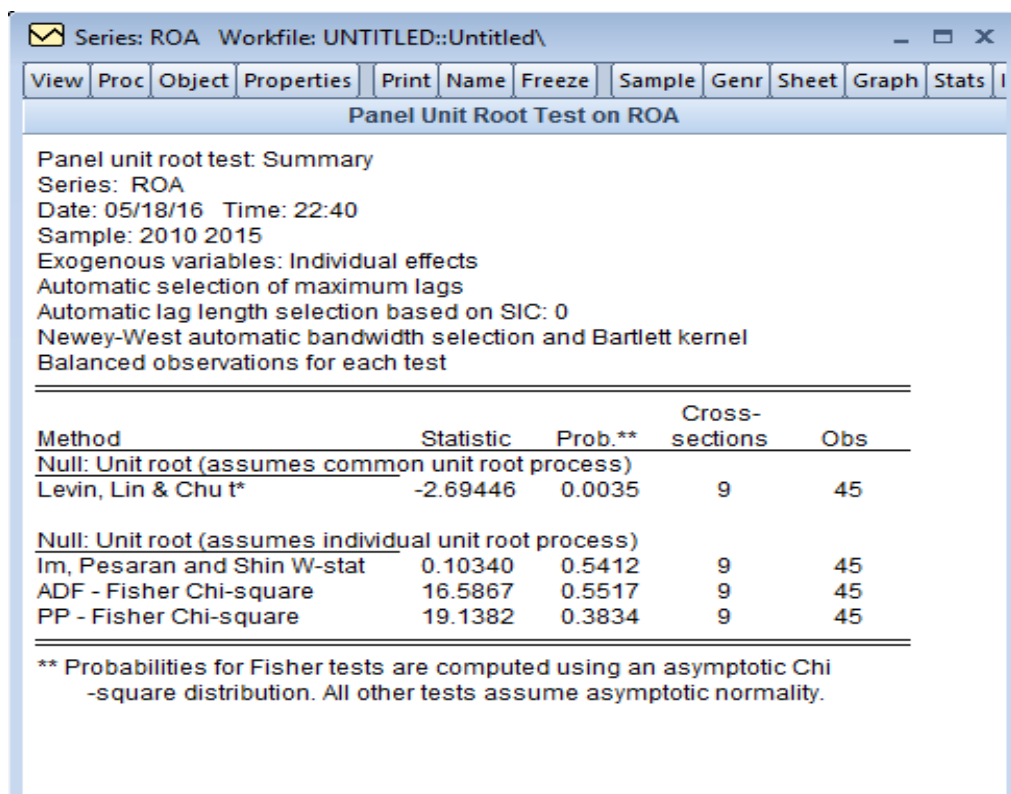 Series: ROA Workfile: UNTITLED::Untitled\
View Proc Object Properties Print Name Freeze Sample Genr Sheet Graph Stats
Panel Unit Root Test on ROA
Panel unit root test: Summary
Series: ROA
Date: 05/18/16 Time: 22:40
Sample: 2010 2015
Exogenous variables: Individual effects
Automatic selection of maximum lags
Automatic lag length selection based on SIC: 0
Newey-West automatic bandwidth selection and Bartlett kernel
Balanced observations for each test
Cross-
Method Statistic Prob.** sections Obs
Null: Unit root (assumes common unit root process)
Levin, Lin & Chu t* -2.69446 0.0035 9 45
Null: Unit root (assumes individual unit root process)
Im, Pesaran and Shin W-stat 0.10340 0.5412 9 45
ADF - Fisher Chi-square 16.5867 0.5517 9 45
PP - Fisher Chi-square 19.1382 0.3834 9 45
** Probabilities for Fisher tests are computed using an asymptotic Chi
-square distribution. All other tests assume asymptotic normality.